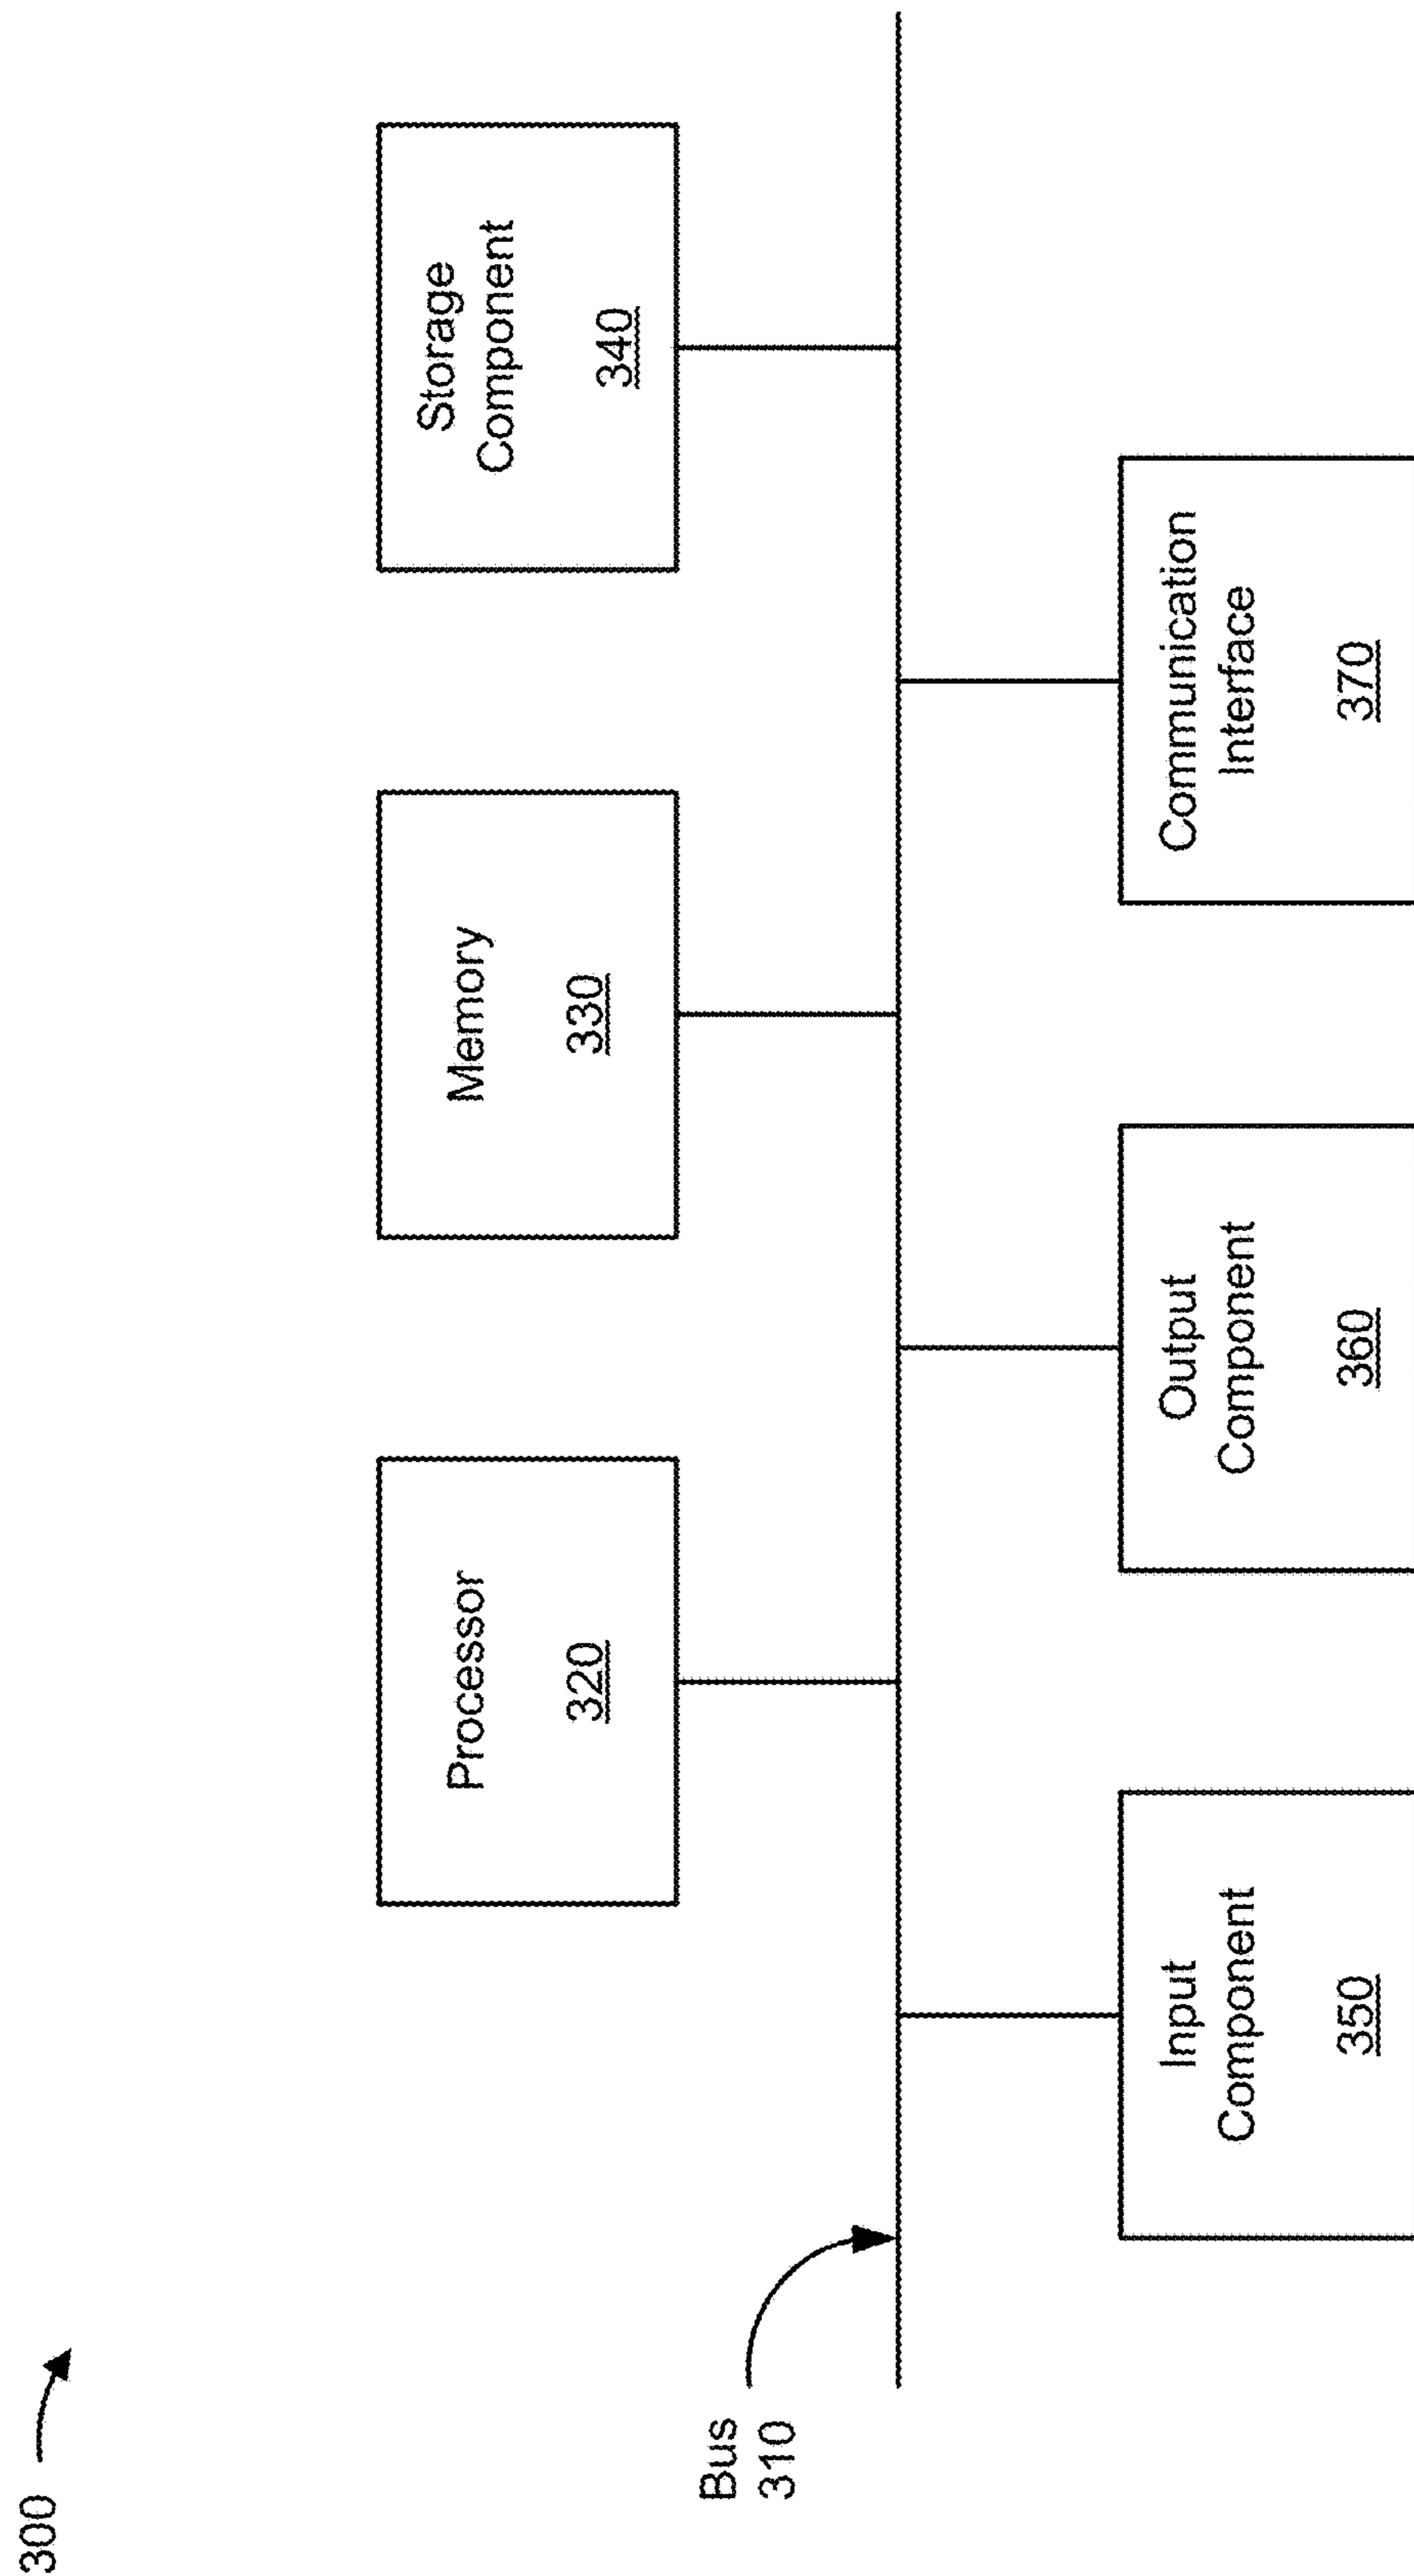 300
Bus
310
Processor
320
Memory
330
Storage
Component
340
Input
Component
350
Output
Component
360
Communication
Interface
370